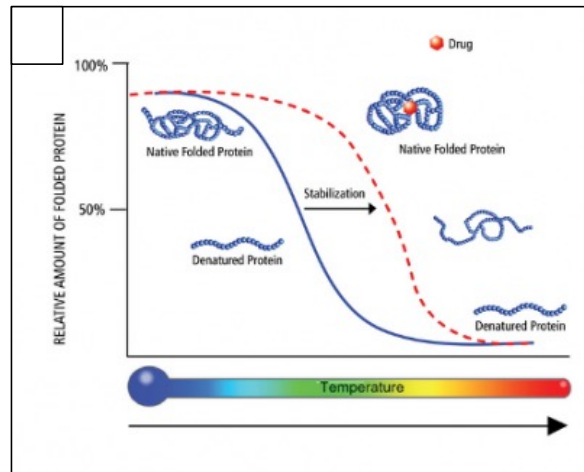 Drug
100%
Native Folded Protein
Native Folded Protein
Stabilization
50%
Denatured Protein
Denatured Protein
RELATIVE AMOUNT OF FOLDED PROTEIN
Temperature